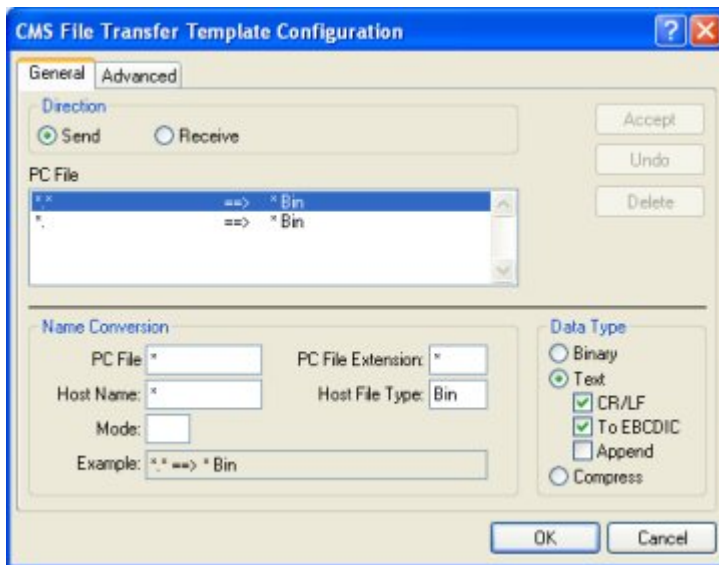 CMS File Transfer Template Configuration
General Advanced
Direction
Send Receive
Accept
Undo
Delete
PC File
*.* ==> * Bin
*. ==> * Bin
Name Conversion
PC File *
PC File Extension: *
Host Name: *
Host File Type: Bin
Mode:
Example: *.* ==> * Bin
Data Type
Binary
Text
CR/LF
To EBCDIC
Append
Compress
OK Cancel